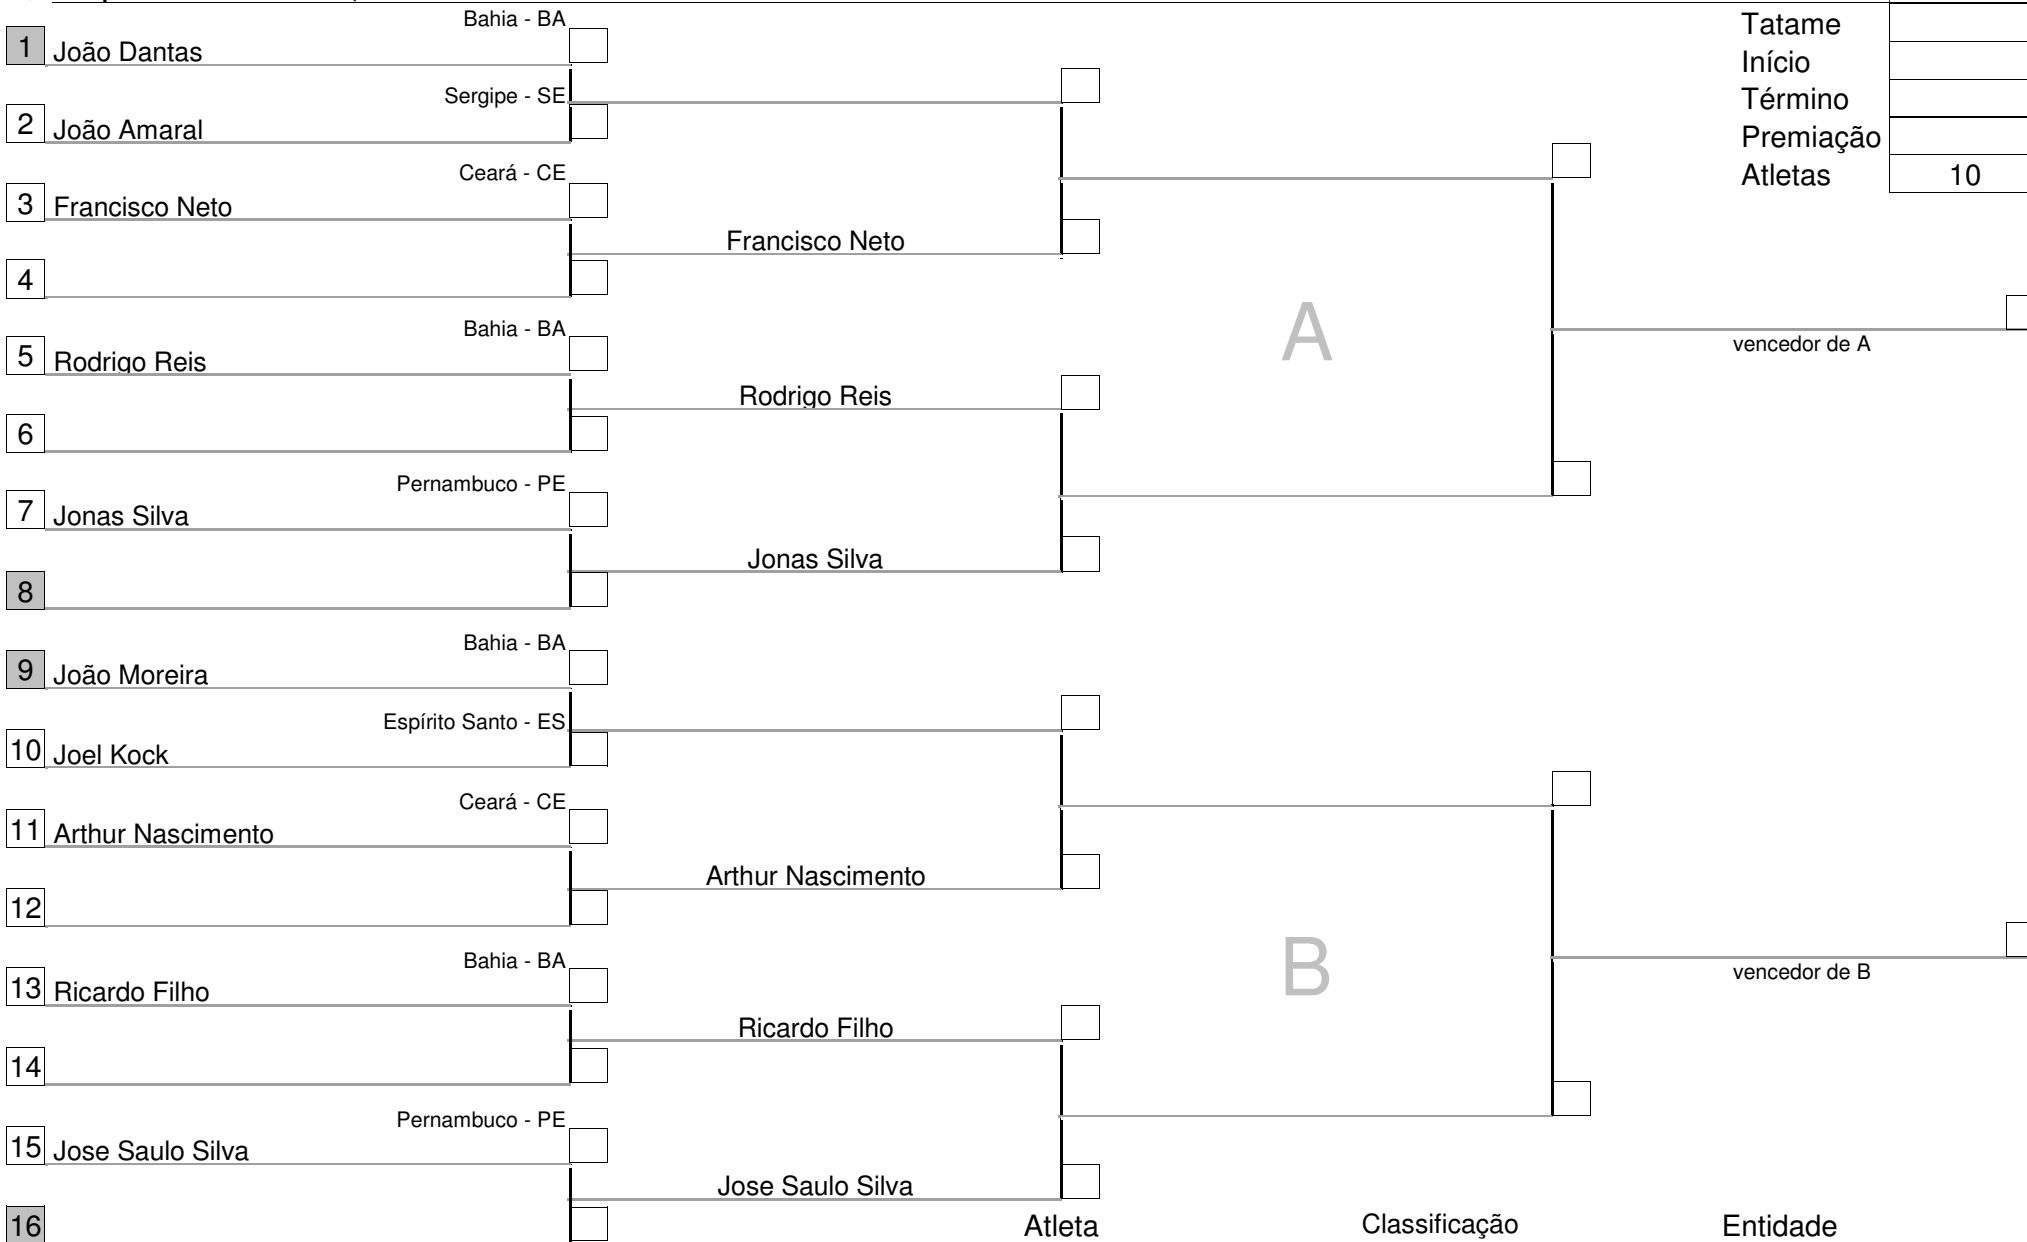 Bahia - BA
1 João Dantas
Sergipe - SE
2 João Amaral
Ceará - CE
3 Francisco Neto
Francisco Neto
4
Bahia - BA
5 Rodrigo Reis
Rodrigo Reis
6
Pernambuco - PE
7 Jonas Silva
Jonas Silva
8
Bahia - BA
9 João Moreira
Espírito Santo - ES
10 Joel Kock
Ceará - CE
11 Arthur Nascimento
Arthur Nascimento
12
Bahia - BA
13 Ricardo Filho
Ricardo Filho
14
Pernambuco - PE
15 Jose Saulo Silva
Jose Saulo Silva
16
A
B
Tatame
Início
Término
Premiação
Atletas 10
vencedor de A
vencedor de B
Atleta Classificação Entidade